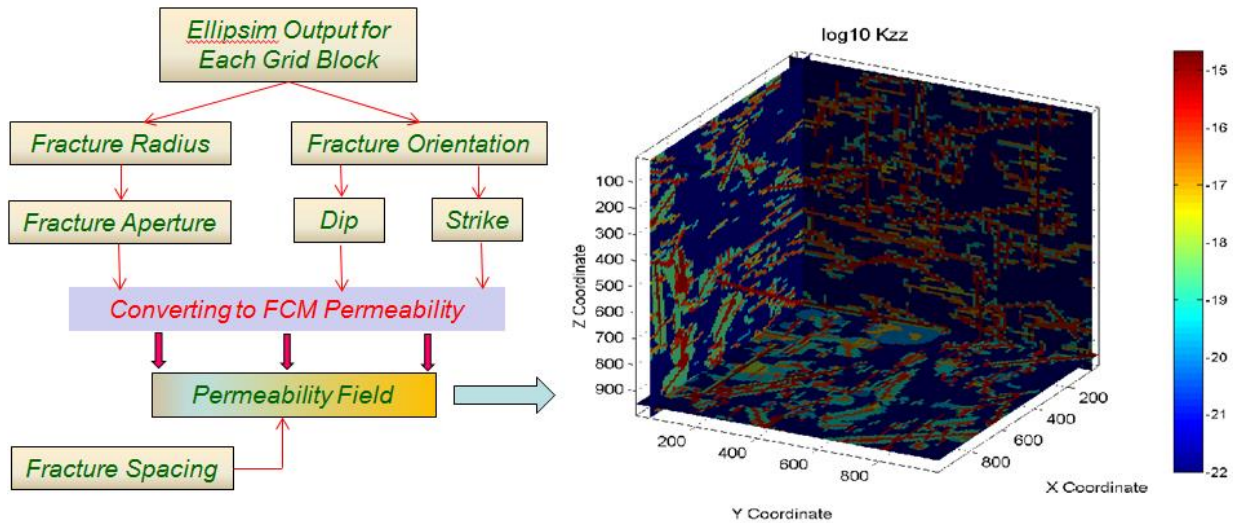 Ellipsim Output for
Each Grid Block
Fracture Radius
Fracture Orientation
Fracture Aperture
Dip
Strike
Converting to FCM Permeability
Permeability Field
Fracture Spacing
log10 Kzz
Z Coordinate
100
200
300
400
500
600
700
800
900
200
400
600
800
Y Coordinate
200
400
600
800
X Coordinate
-15
-16
-17
-18
-19
-20
-21
-22